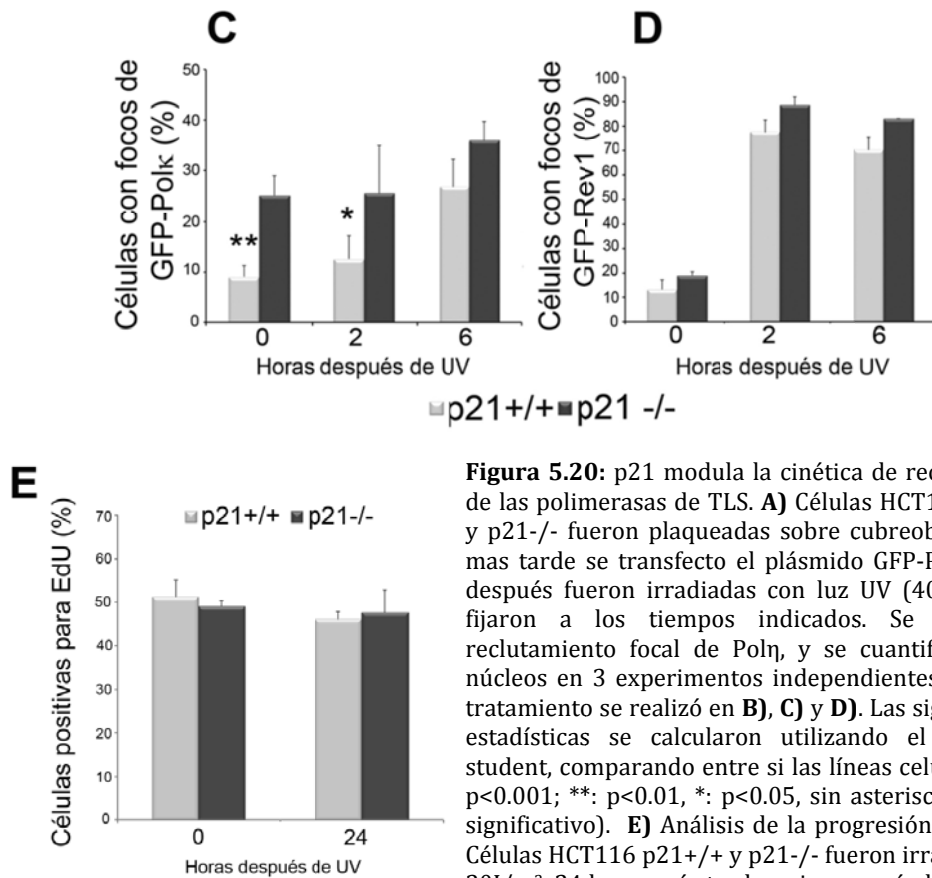 C
Células con focos de
GFP-Polκ (%)
50
40
30
20
10
0
**
*
0 2 6
Horas después de UV
D
Células con focos de
GFP-Rev1 (%)
100
90
80
70
60
50
40
30
20
10
0
0 2 6
Horas después de UV
p21+/+ p21 -/-
E
Células positivas para EdU (%)
70
60
50
40
30
20
10
0
p21+/+ p21-/-
0 24
Horas después de UV
Figura 5.20: p21 modula la cinética de rec
de las polimerasas de TLS. A) Células HCT1
y p21-/- fueron plaqueadas sobre cubreob
mas tarde se transfecto el plásmido GFP-P
después fueron irradiadas con luz UV (40
fijaron a los tiempos indicados. Se
reclutamiento focal de Polη, y se cuantif
núcleos en 3 experimentos independientes
tratamiento se realizó en B), C) y D). Las sig
estadísticas se calcularon utilizando el
student, comparando entre si las líneas celu
p<0.001; **: p<0.01, *: p<0.05, sin asterisc
significativo). E) Análisis de la progresión
Células HCT116 p21+/+ y p21-/- fueron irra